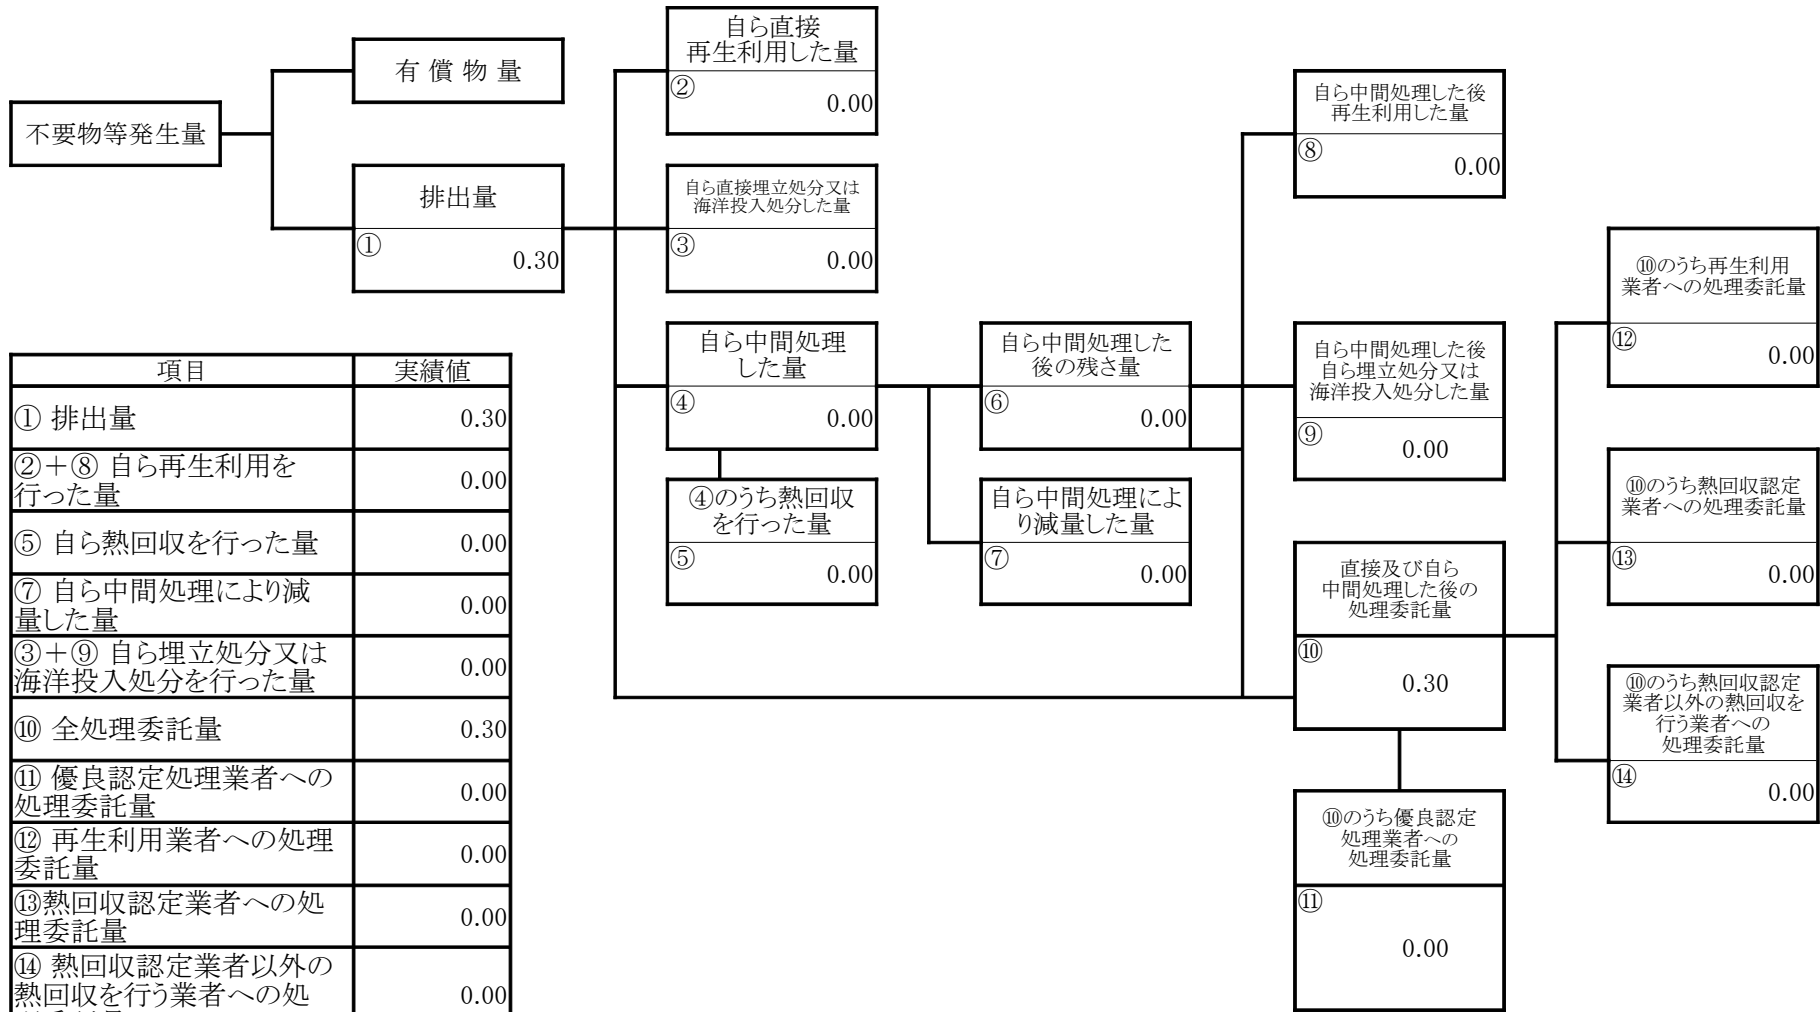 不要物等発生量
有 償 物 量
排出量
①
0.30
自ら直接
再生利用した量
②
0.00
自ら直接埋立処分又は
海洋投入処分した量
③
0.00
自ら中間処理
した量
④
0.00
④のうち熱回収
を行った量
⑤
0.00
自ら中間処理した
後の残さ量
⑥
0.00
自ら中間処理によ
り減量した量
⑦
0.00
自ら中間処理した後
再生利用した量
⑧
0.00
自ら中間処理した後
自ら埋立処分又は
海洋投入処分した量
⑨
0.00
直接及び自ら
中間処理した後の
処理委託量
⑩
0.30
⑩のうち優良認定
処理業者への
処理委託量
⑪
0.00
⑩のうち再生利用
業者への処理委託量
⑫
0.00
⑩のうち熱回収認定
業者への処理委託量
⑬
0.00
⑩のうち熱回収認定
業者以外の熱回収を
行う業者への
処理委託量
⑭
0.00
項目 実績値
① 排出量 0.30
②+⑧ 自ら再生利用を
行った量 0.00
⑤ 自ら熱回収を行った量 0.00
⑦ 自ら中間処理により減
量した量 0.00
③+⑨ 自ら埋立処分又は
海洋投入処分を行った量 0.00
⑩ 全処理委託量 0.30
⑪ 優良認定処理業者への
処理委託量 0.00
⑫ 再生利用業者への処理
委託量 0.00
⑬熱回収認定業者への処
理委託量 0.00
⑭ 熱回収認定業者以外の
熱回収を行う業者への処 0.00